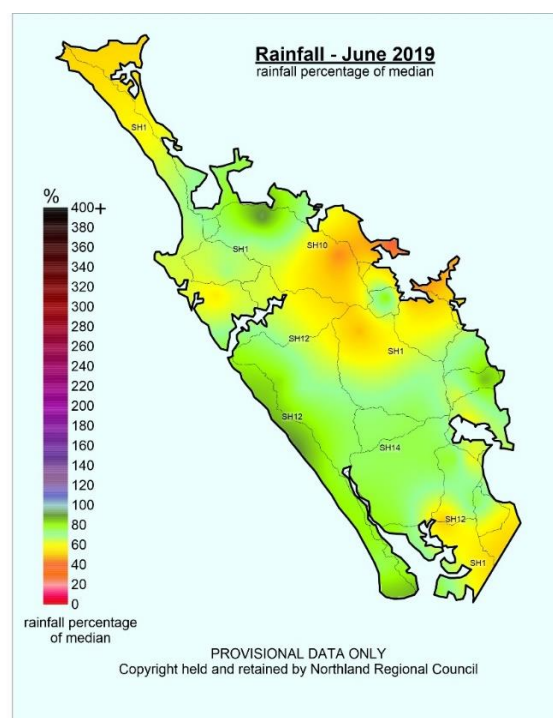 Rainfall - June 2019
rainfall percentage of median
%
400+
380
360
340
320
300
280
260
240
220
200
180
160
140
120
100
80
60
40
20
0
rainfall percentage
of median
SH1
SH10
SH1
SH12
SH1
SH12
SH14
SH12
SH1
PROVISIONAL DATA ONLY
Copyright held and retained by Northland Regional Council